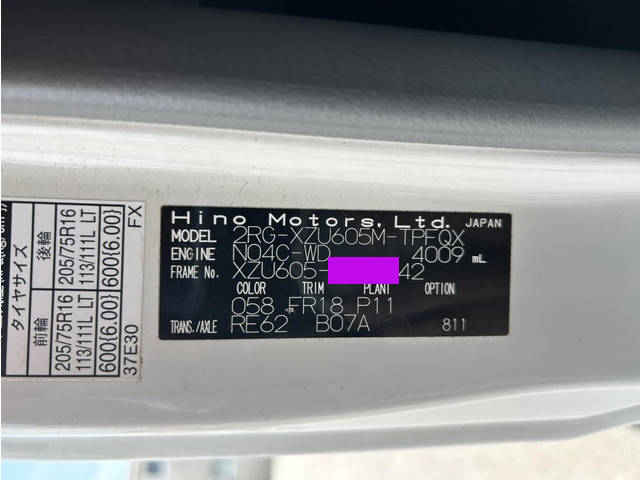 Hino Motors,Ltd. JAPAN
MODEL 2RG-XZU605M-TPFQX
ENGINE N04C-WD 4009 mL
FRAME No. XZU605- 42
COLOR TRIM PLANT OPTION
058 FR18 P11
TRANS./AXLE RE62 B07A 811
タイヤサイズ
前輪 後輪
205/75R16 205/75R16
113/111L LT 113/111L LT
600{6.00} 600{6.00}
37E30 FX